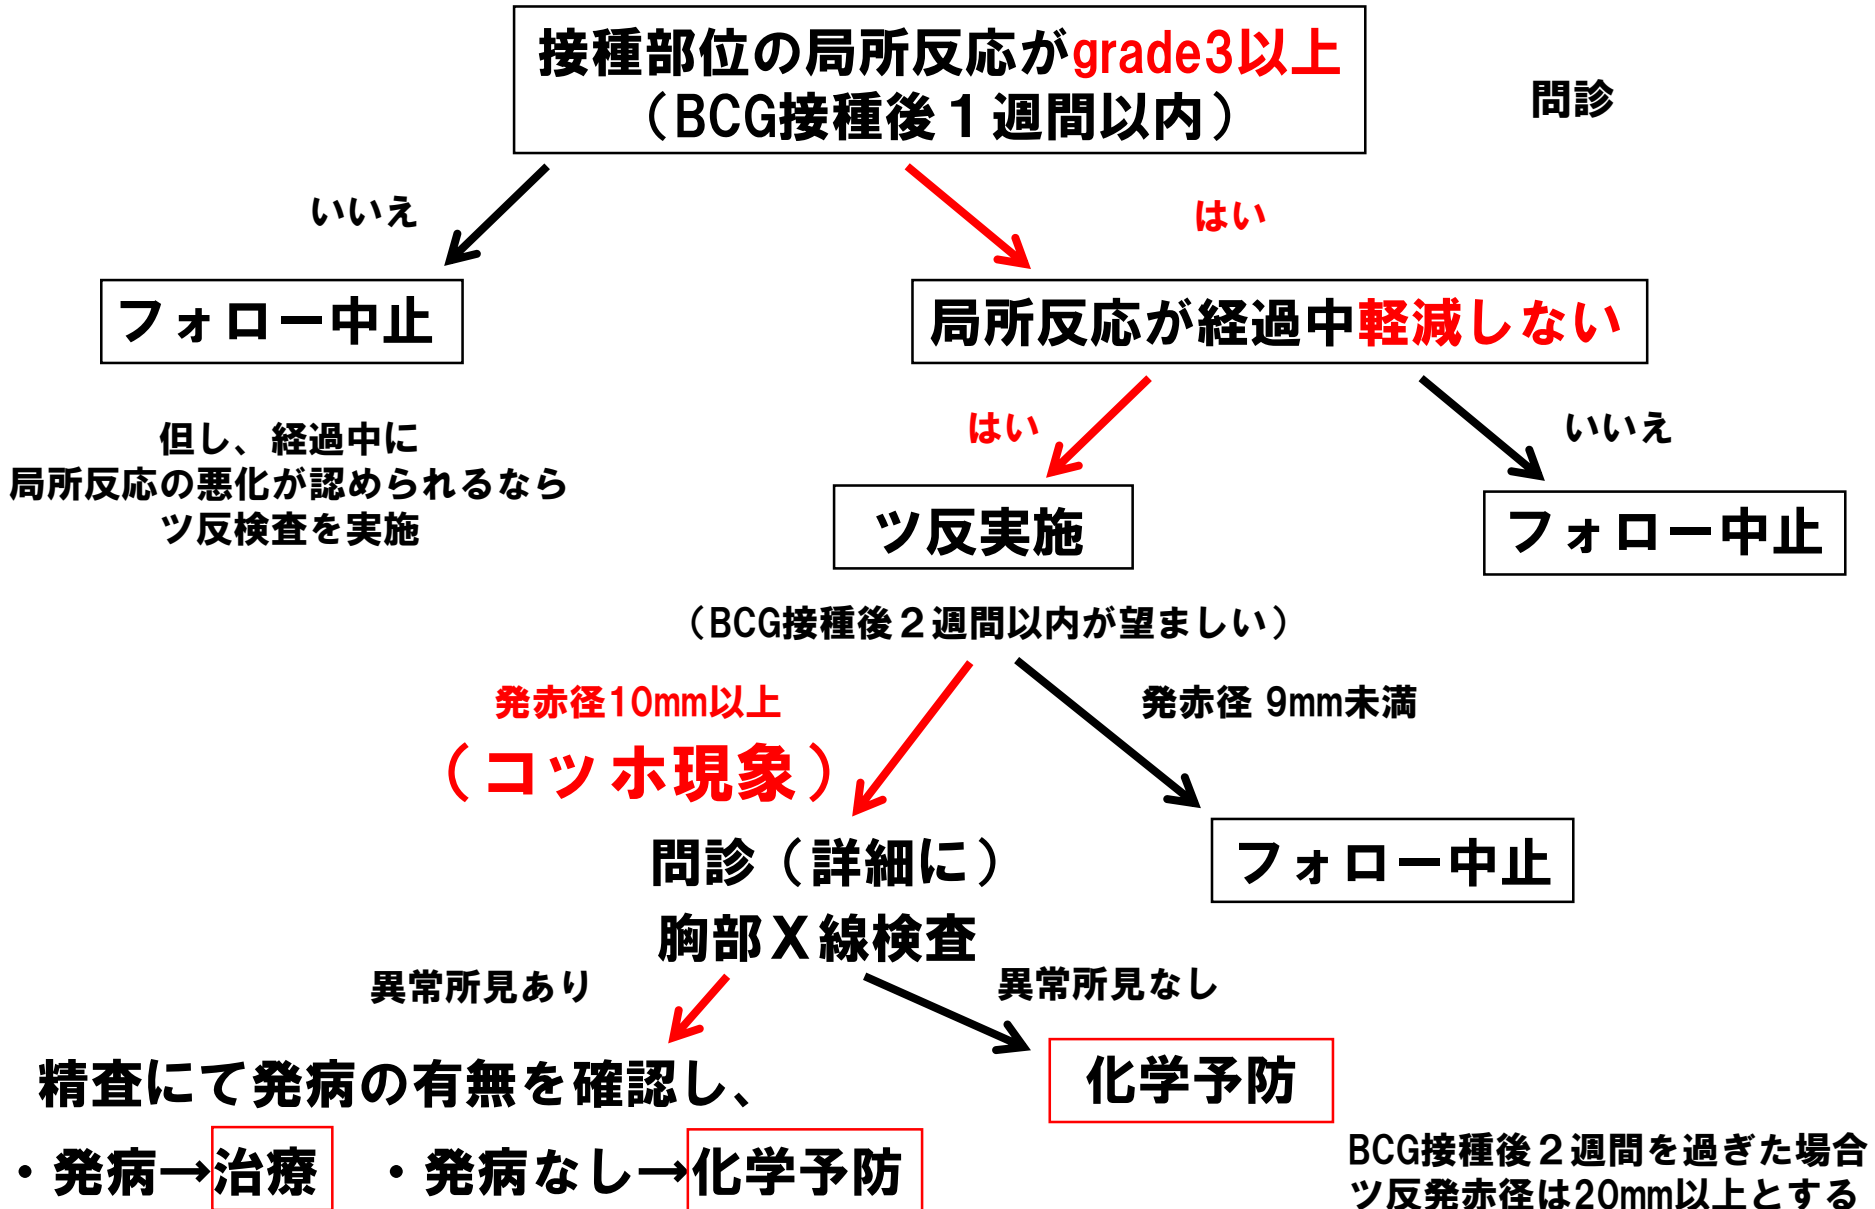 接種部位の局所反応がgrade3以上
（BCG接種後１週間以内）
問診
いいえ
はい
フォロー中止
局所反応が経過中軽減しない
但し、経過中に
局所反応の悪化が認められるなら
ツ反検査を実施
はい
いいえ
ツ反実施
フォロー中止
（BCG接種後２週間以内が望ましい）
発赤径10mm以上
発赤径 9mm未満
（コッホ現象）
問診（詳細に）
フォロー中止
胸部Ｘ線検査
異常所見あり
異常所見なし
精査にて発病の有無を確認し、
化学予防
・発病→治療　・発病なし→化学予防
BCG接種後２週間を過ぎた場合
ツ反発赤径は20mm以上とする